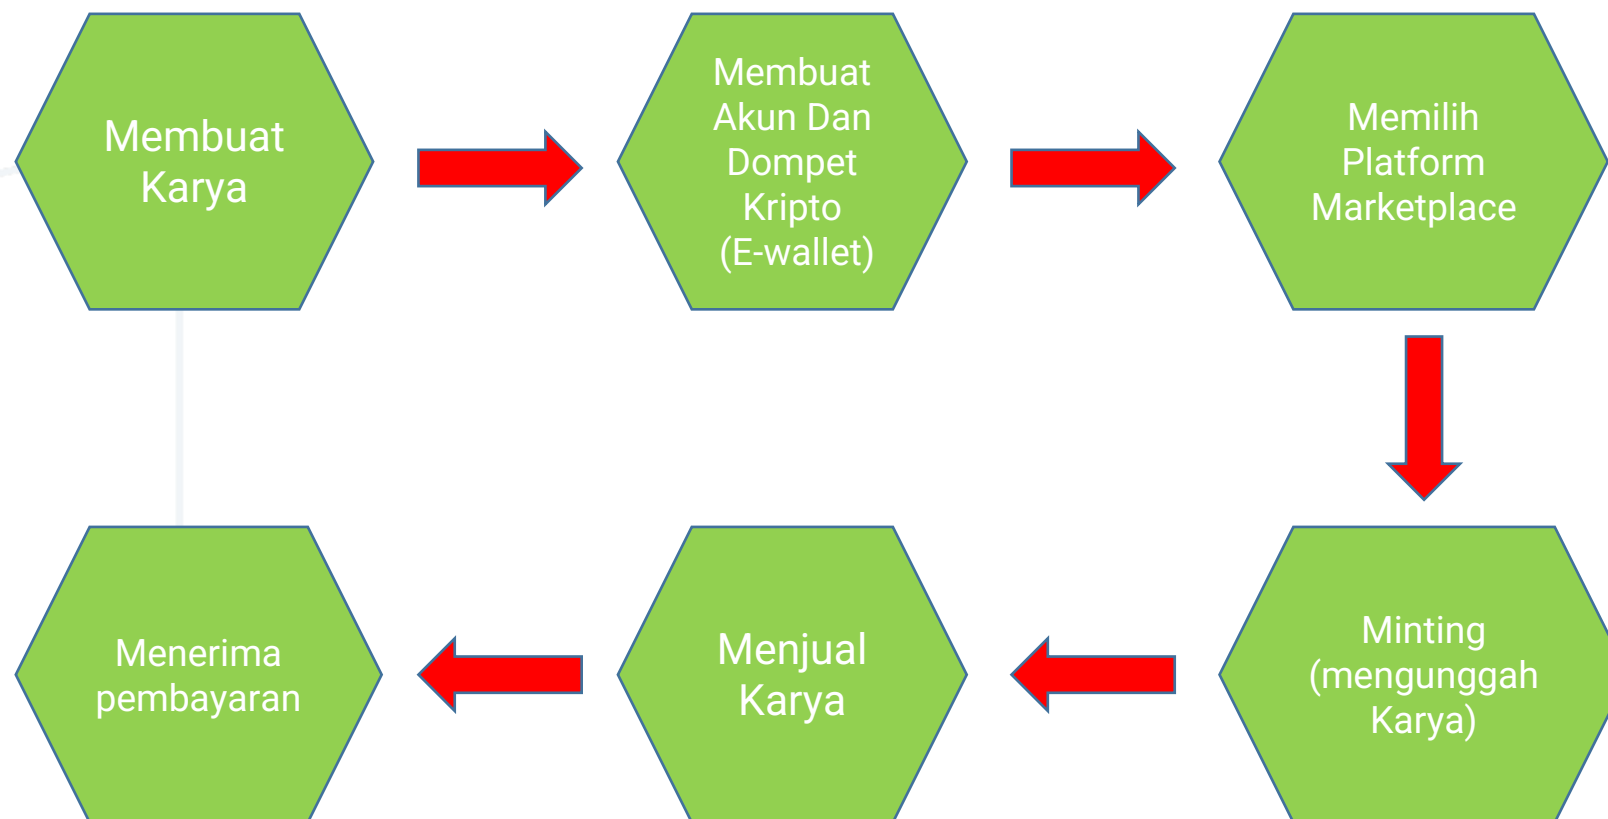 Membuat
Karya
Membuat
Akun Dan
Dompet
Kripto
(E-wallet)
Memilih
Platform
Marketplace
Minting
(mengunggah
Karya)
Menjual
Karya
Menerima
pembayaran